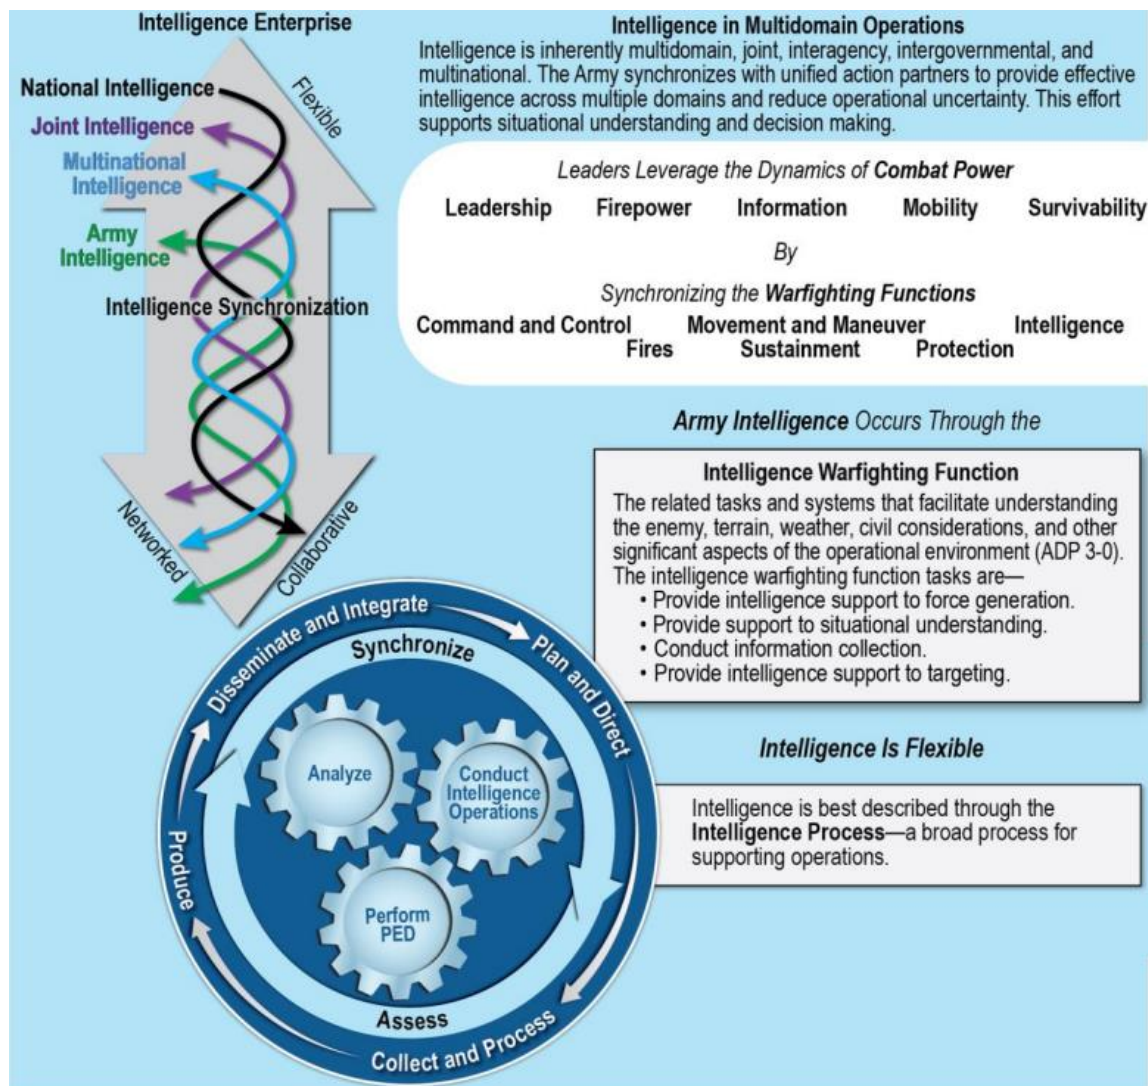 Intelligence Enterprise
National Intelligence
Joint Intelligence
Multinational
Intelligence
Army
Intelligence
Intelligence Synchronization
Flexible
Networked
Collaborative
Intelligence in Multidomain Operations
Intelligence is inherently multidomain, joint, interagency, intergovernmental, and
multinational. The Army synchronizes with unified action partners to provide effective
intelligence across multiple domains and reduce operational uncertainty. This effort
supports situational understanding and decision making.
Leaders Leverage the Dynamics of Combat Power
Leadership Firepower Information Mobility Survivability
By
Synchronizing the Warfighting Functions
Command and Control Movement and Maneuver Intelligence
Fires Sustainment Protection
Army Intelligence Occurs Through the
Intelligence Warfighting Function
The related tasks and systems that facilitate understanding
the enemy, terrain, weather, civil considerations, and other
significant aspects of the operational environment (ADP 3-0).
The intelligence warfighting function tasks are—
• Provide intelligence support to force generation.
• Provide support to situational understanding.
• Conduct information collection.
• Provide intelligence support to targeting.
Intelligence Is Flexible
Intelligence is best described through the
Intelligence Process—a broad process for
supporting operations.
Disseminate and Integrate
Plan and Direct
Collect and Process
Produce
Synchronize
Assess
Analyze
Conduct
Intelligence
Operations
Perform
PED